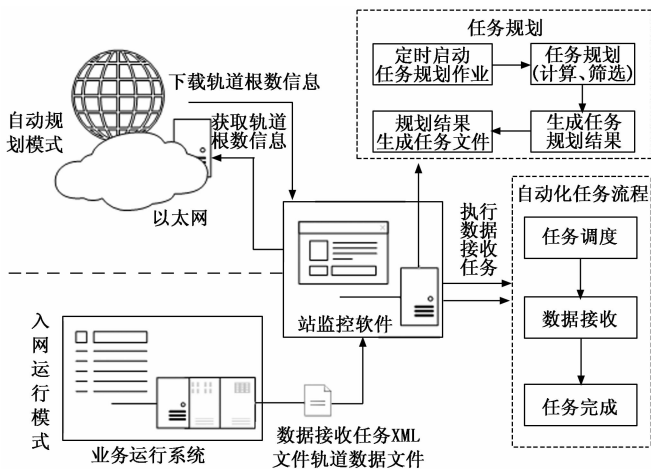 任务规划
定时启动
任务规划作业
任务规划
(计算、筛选)
规划结果
生成任务文件
生成任务
规划结果
下载轨道根数信息
自动规
划模式
获取轨道
根数信息
以太网
执行
数据
接收
任务
自动化任务流程
任务调度
数据接收
任务完成
站监控软件
入
网
运
行
模
式
业务运行系统
数据接收任务XML
文件轨道数据文件